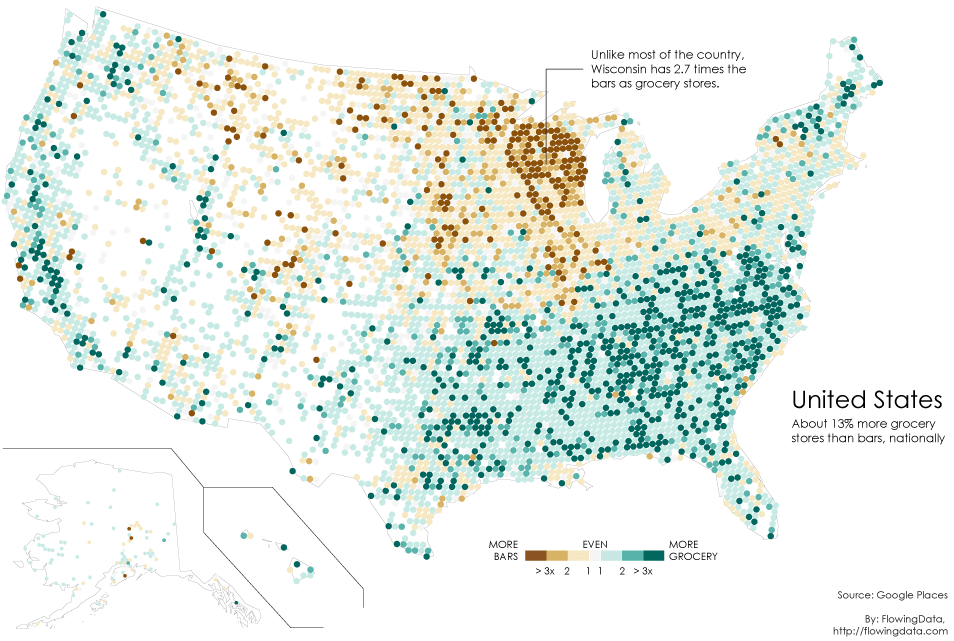 Unlike most of the country,
Wisconsin has 2.7 times the
bars as grocery stores.
United States
About 13% more grocery
stores than bars, nationally
MORE BARS EVEN MORE GROCERY
> 3x 2 1 1 2 > 3x
Source: Google Places
By: FlowingData,
http://flowingdata.com